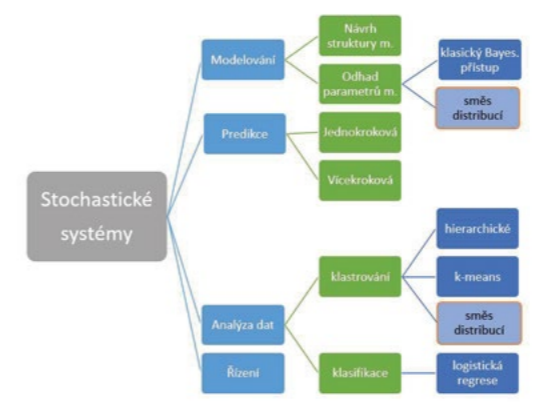 Stochastické
systémy
Modelování
Návrh
struktury m.
Odhad
parametrů m.
klasický Bayes.
přístup
směs
distribucí
Predikce
Jednokroková
Vícekroková
Analýza dat
klastrování
hierarchické
k-means
směs
distribucí
klasifikace
logistická
regrese
Řízení